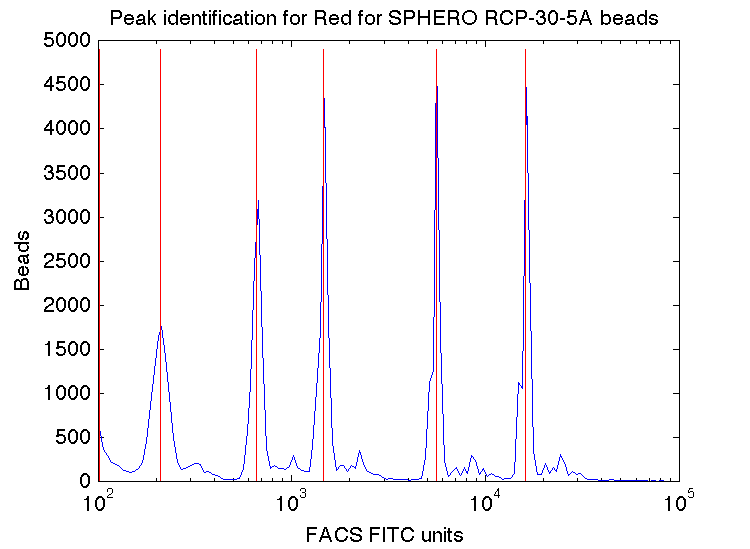 Peak identification for Red for SPHERO RCP-30-5A beads
5000
4500
4000
3500
3000
2500
2000
1500
1000
500
0
Beads
10^2 10^3 10^4 10^5
FACS FITC units